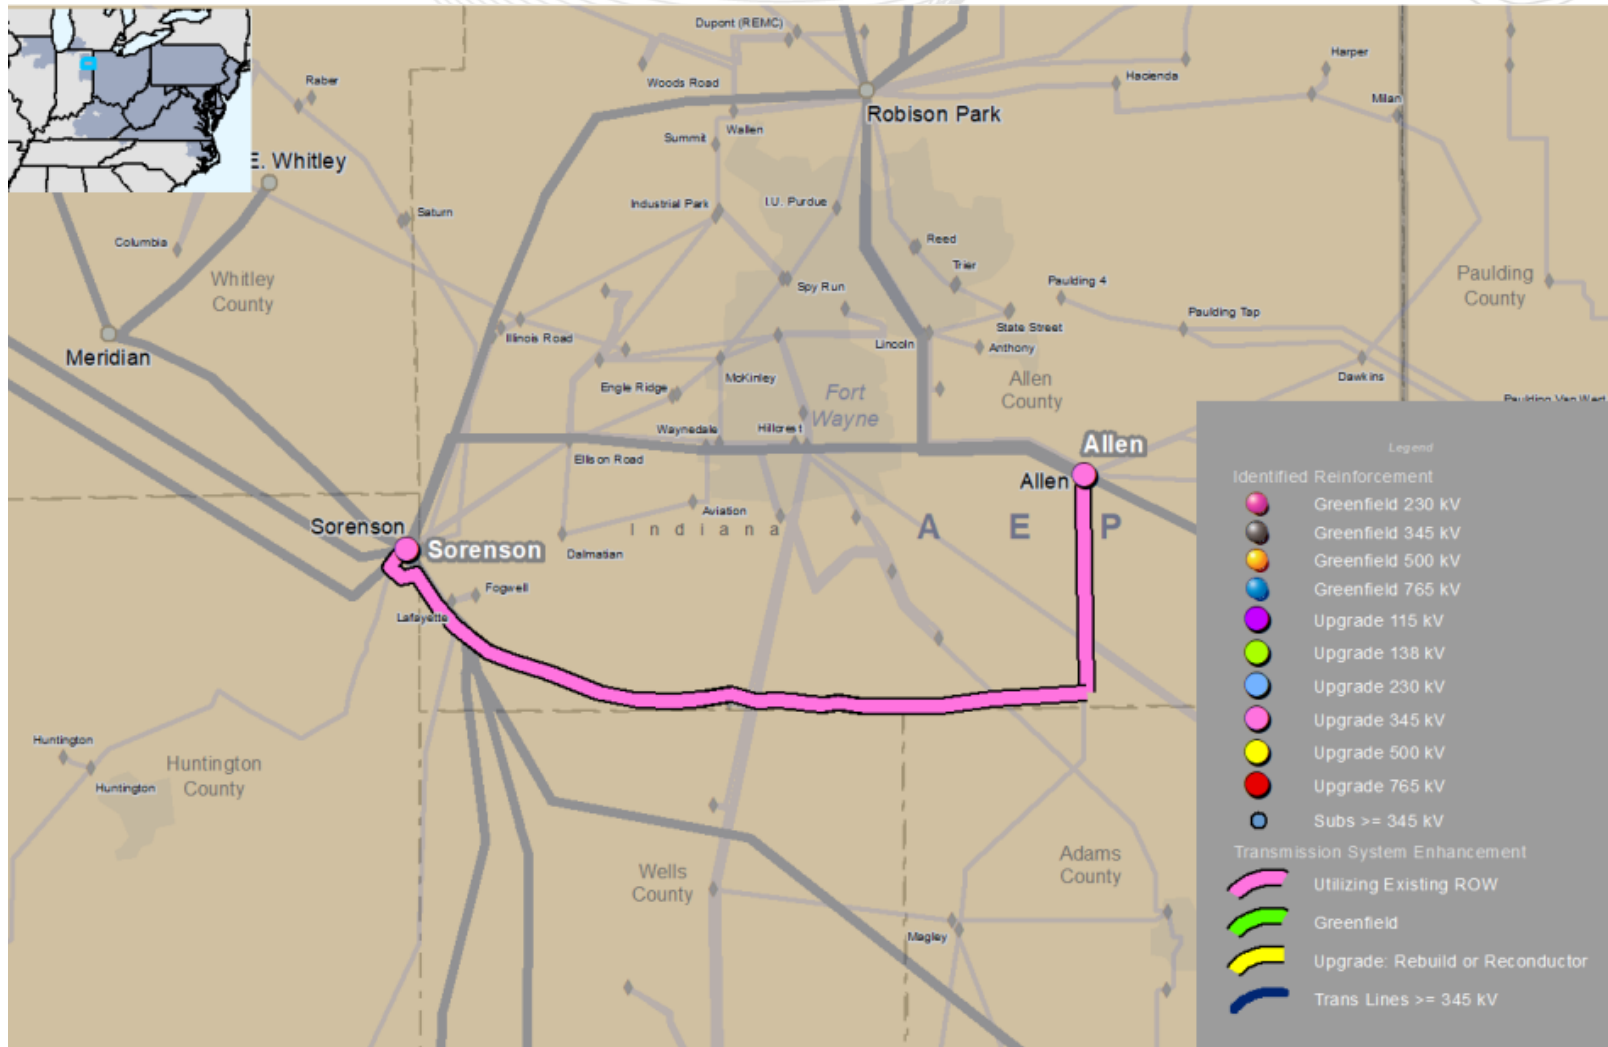 Dupont (REMC)
Harper
Raber
Woods Road
Hacienda
Milan
Robison Park
Wallen
Summit
E. Whitley
Industrial Park
I.U. Purdue
Saturn
Columbia
Reed
Trier
Whitley
County
Paulding 4
Paulding
County
Spy Run
Paulding Tap
State Street
Illinois Road
Lincoln
Anthony
Meridian
McKinley
Allen
County
Dawkins
Engle Ridge
Fort
Wayne
Paulding Van Wert
Waynedale
Hillcrest
Allen
Ellison Road
Allen
Sorenson
Aviation
Indiana
A E P
Sorenson
Dalmatian
Fogwell
Lafayette
Huntington
Huntington
County
Huntington
Wells
County
Adams
County
Magley
Legend
Identified Reinforcement
Greenfield 230 kV
Greenfield 345 kV
Greenfield 500 kV
Greenfield 765 kV
Upgrade 115 kV
Upgrade 138 kV
Upgrade 230 kV
Upgrade 345 kV
Upgrade 500 kV
Upgrade 765 kV
Subs >= 345 kV
Transmission System Enhancement
Utilizing Existing ROW
Greenfield
Upgrade: Rebuild or Reconductor
Trans Lines >= 345 kV